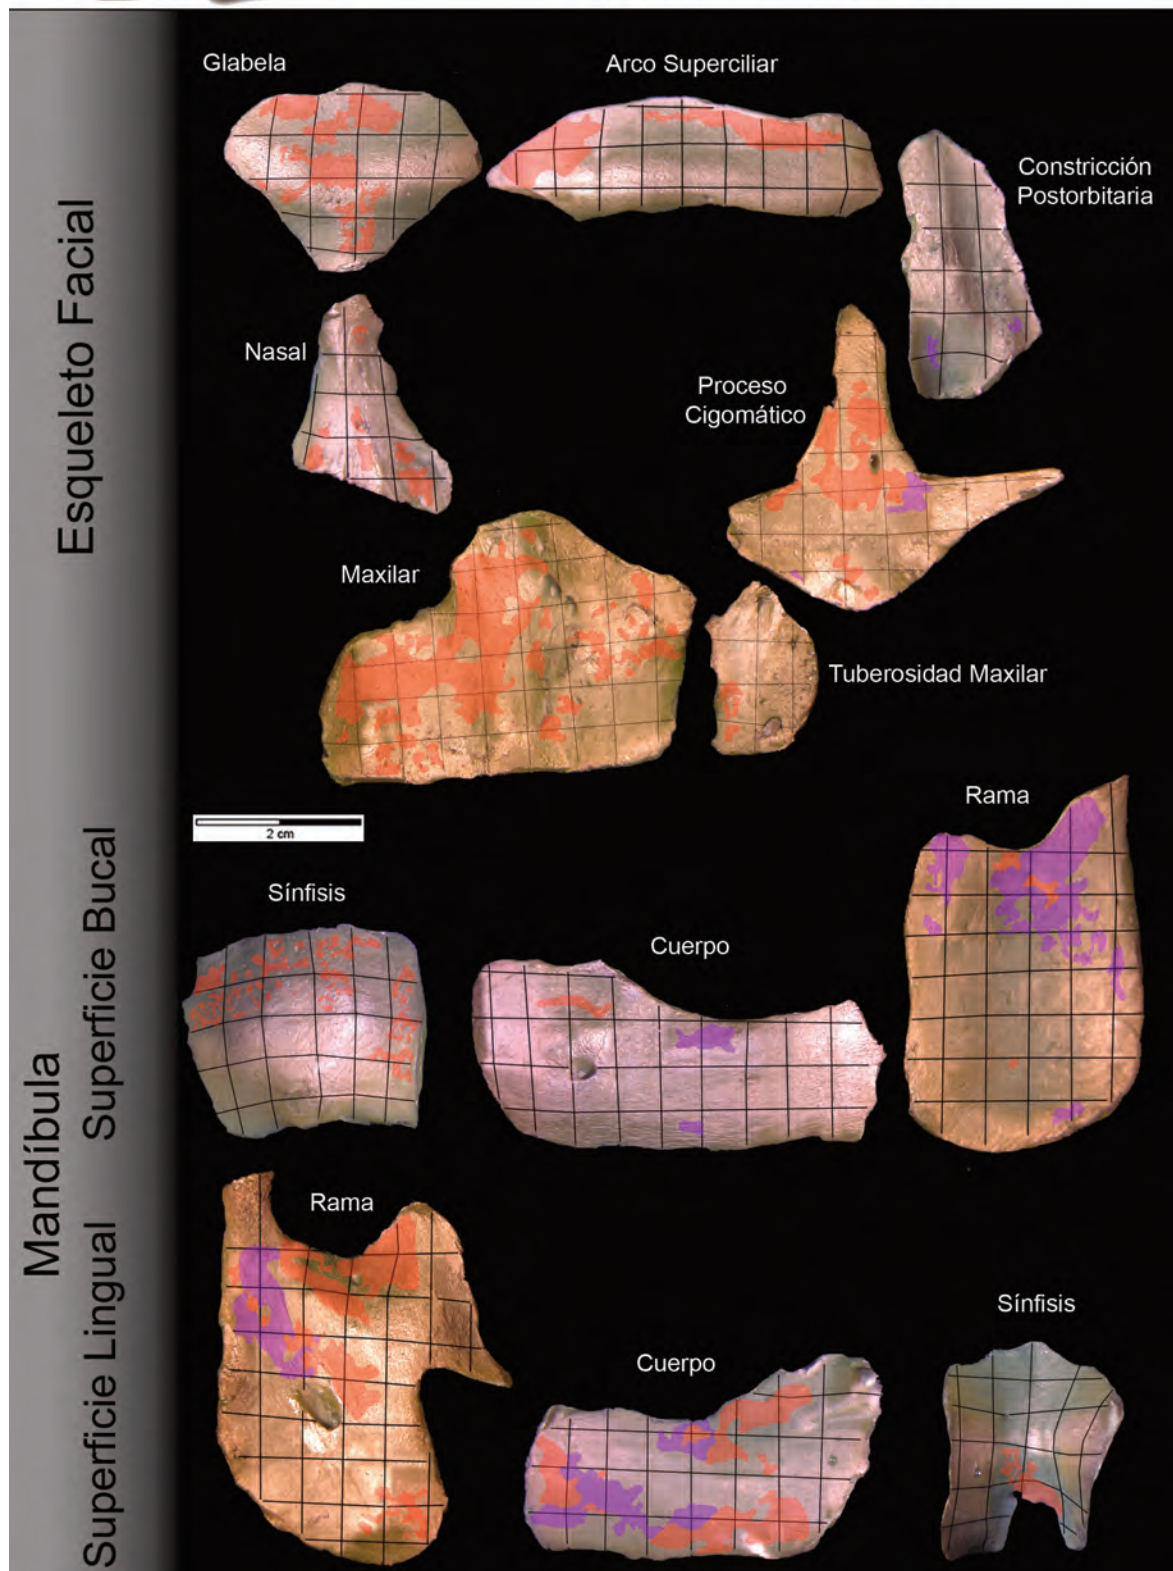 Esqueleto Facial
Glabela
Arco Superciliar
Constricción
Postorbitaria
Nasal
Proceso
Cigomático
Maxilar
Tuberosidad Maxilar
2 cm
Mandíbula
Superficie Bucal
Sínfisis
Cuerpo
Rama
Superficie Lingual
Rama
Cuerpo
Sínfisis